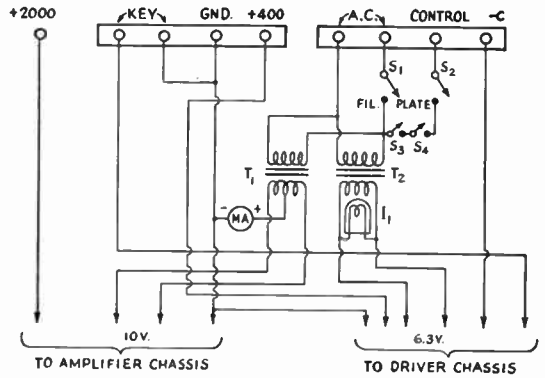 +2000 KEY GND. +400 A.C. CONTROL -C
S1 S2
FIL. PLATE
S3 S4
T1 T2
- MA + I1
10V. 6.3V.
TO AMPLIFIER CHASSIS TO DRIVER CHASSIS